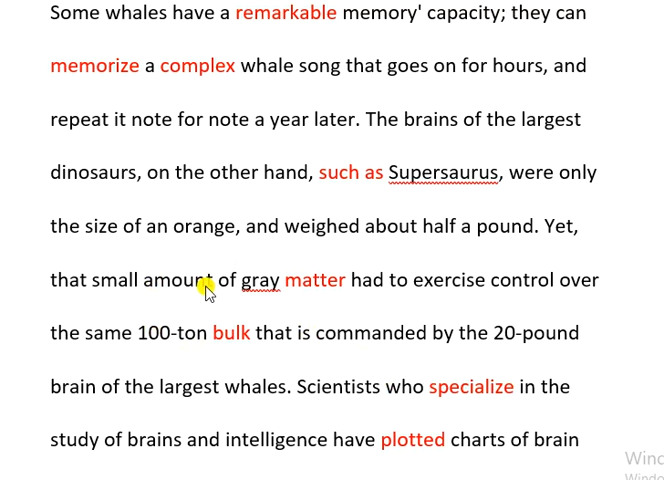 Some whales have a remarkable memory' capacity; they can
memorize a complex whale song that goes on for hours, and
repeat it note for note a year later. The brains of the largest
dinosaurs, on the other hand, such as Supersaurus, were only
the size of an orange, and weighed about half a pound. Yet,
that small amount of gray matter had to exercise control over
the same 100-ton bulk that is commanded by the 20-pound
brain of the largest whales. Scientists who specialize in the
study of brains and intelligence have plotted charts of brain